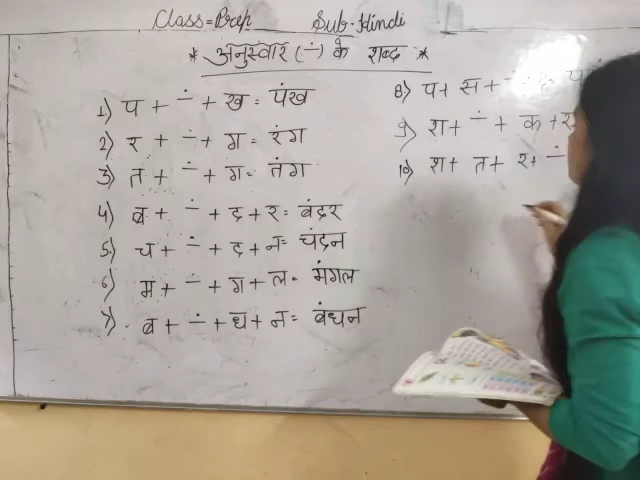 Class=Prep Sub. Hindi
* अनुस्वार (-ं) के शब्द *
1) प + -ं + ख = पंख
2) र + -ं + ग = रंग
3) त + -ं + ग = तंग
4) ब + -ं + द + र = बंदर
5) च + -ं + द + न = चंदन
6) म + -ं + ग + ल = मंगल
7) ब + -ं + ध + न = बंधन
8) प + स +
9) श + -ं + क + र
10) श + त + र + -ं